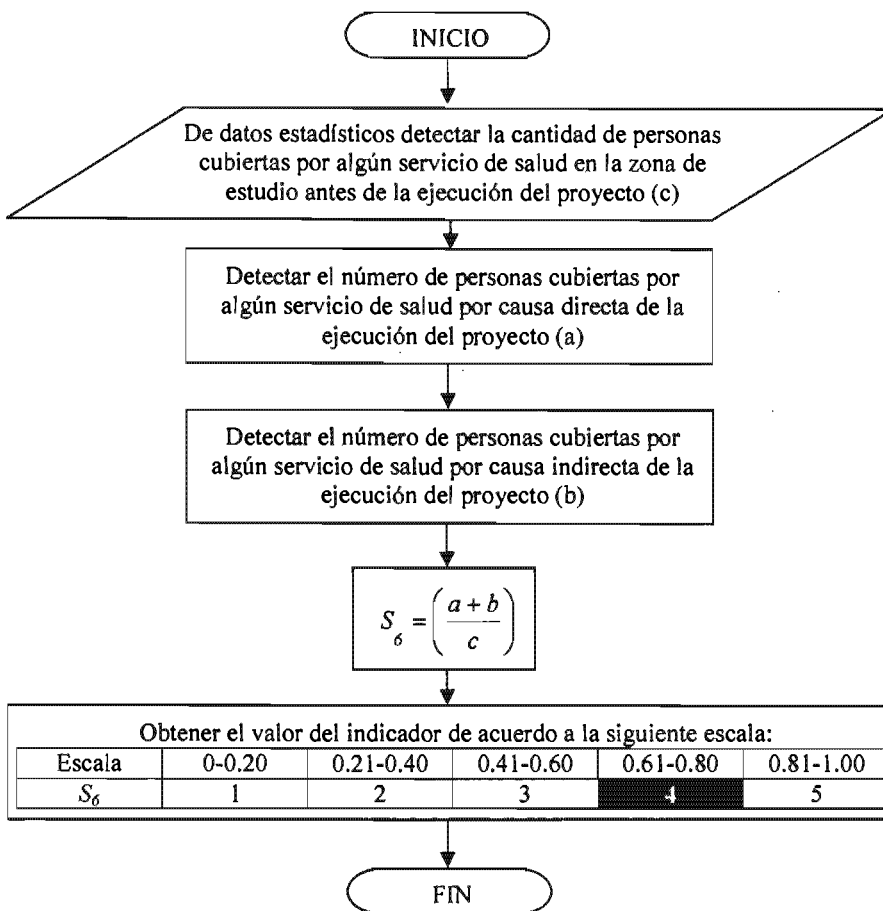 INICIO
De datos estadísticos detectar la cantidad de personas
cubiertas por algún servicio de salud en la zona de
estudio antes de la ejecución del proyecto (c)
Detectar el número de personas cubiertas por
algún servicio de salud por causa directa de la
ejecución del proyecto (a)
Detectar el número de personas cubiertas por
algún servicio de salud por causa indirecta de la
ejecución del proyecto (b)
S_6 = ( (a + b) / c )
Obtener el valor del indicador de acuerdo a la siguiente escala:
Escala 0-0.20 0.21-0.40 0.41-0.60 0.61-0.80 0.81-1.00
S_6 1 2 3 4 5
FIN